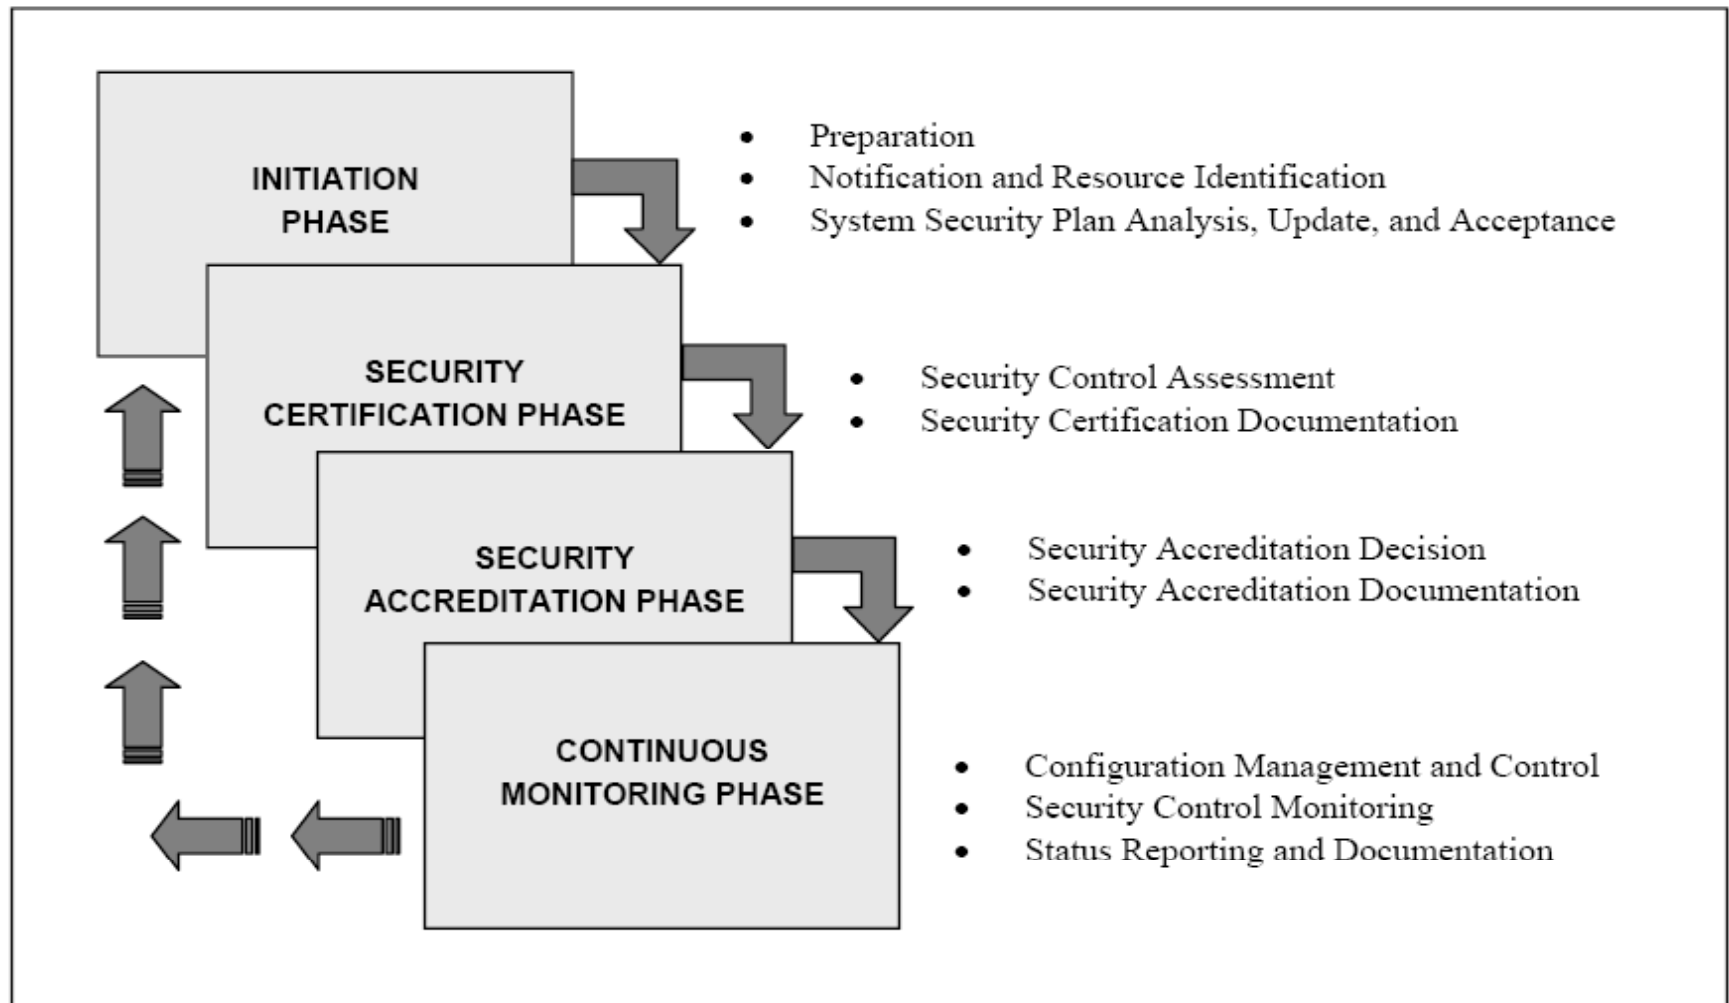 INITIATION
PHASE
• Preparation
• Notification and Resource Identification
• System Security Plan Analysis, Update, and Acceptance
SECURITY
CERTIFICATION PHASE
• Security Control Assessment
• Security Certification Documentation
SECURITY
ACCREDITATION PHASE
• Security Accreditation Decision
• Security Accreditation Documentation
CONTINUOUS
MONITORING PHASE
• Configuration Management and Control
• Security Control Monitoring
• Status Reporting and Documentation